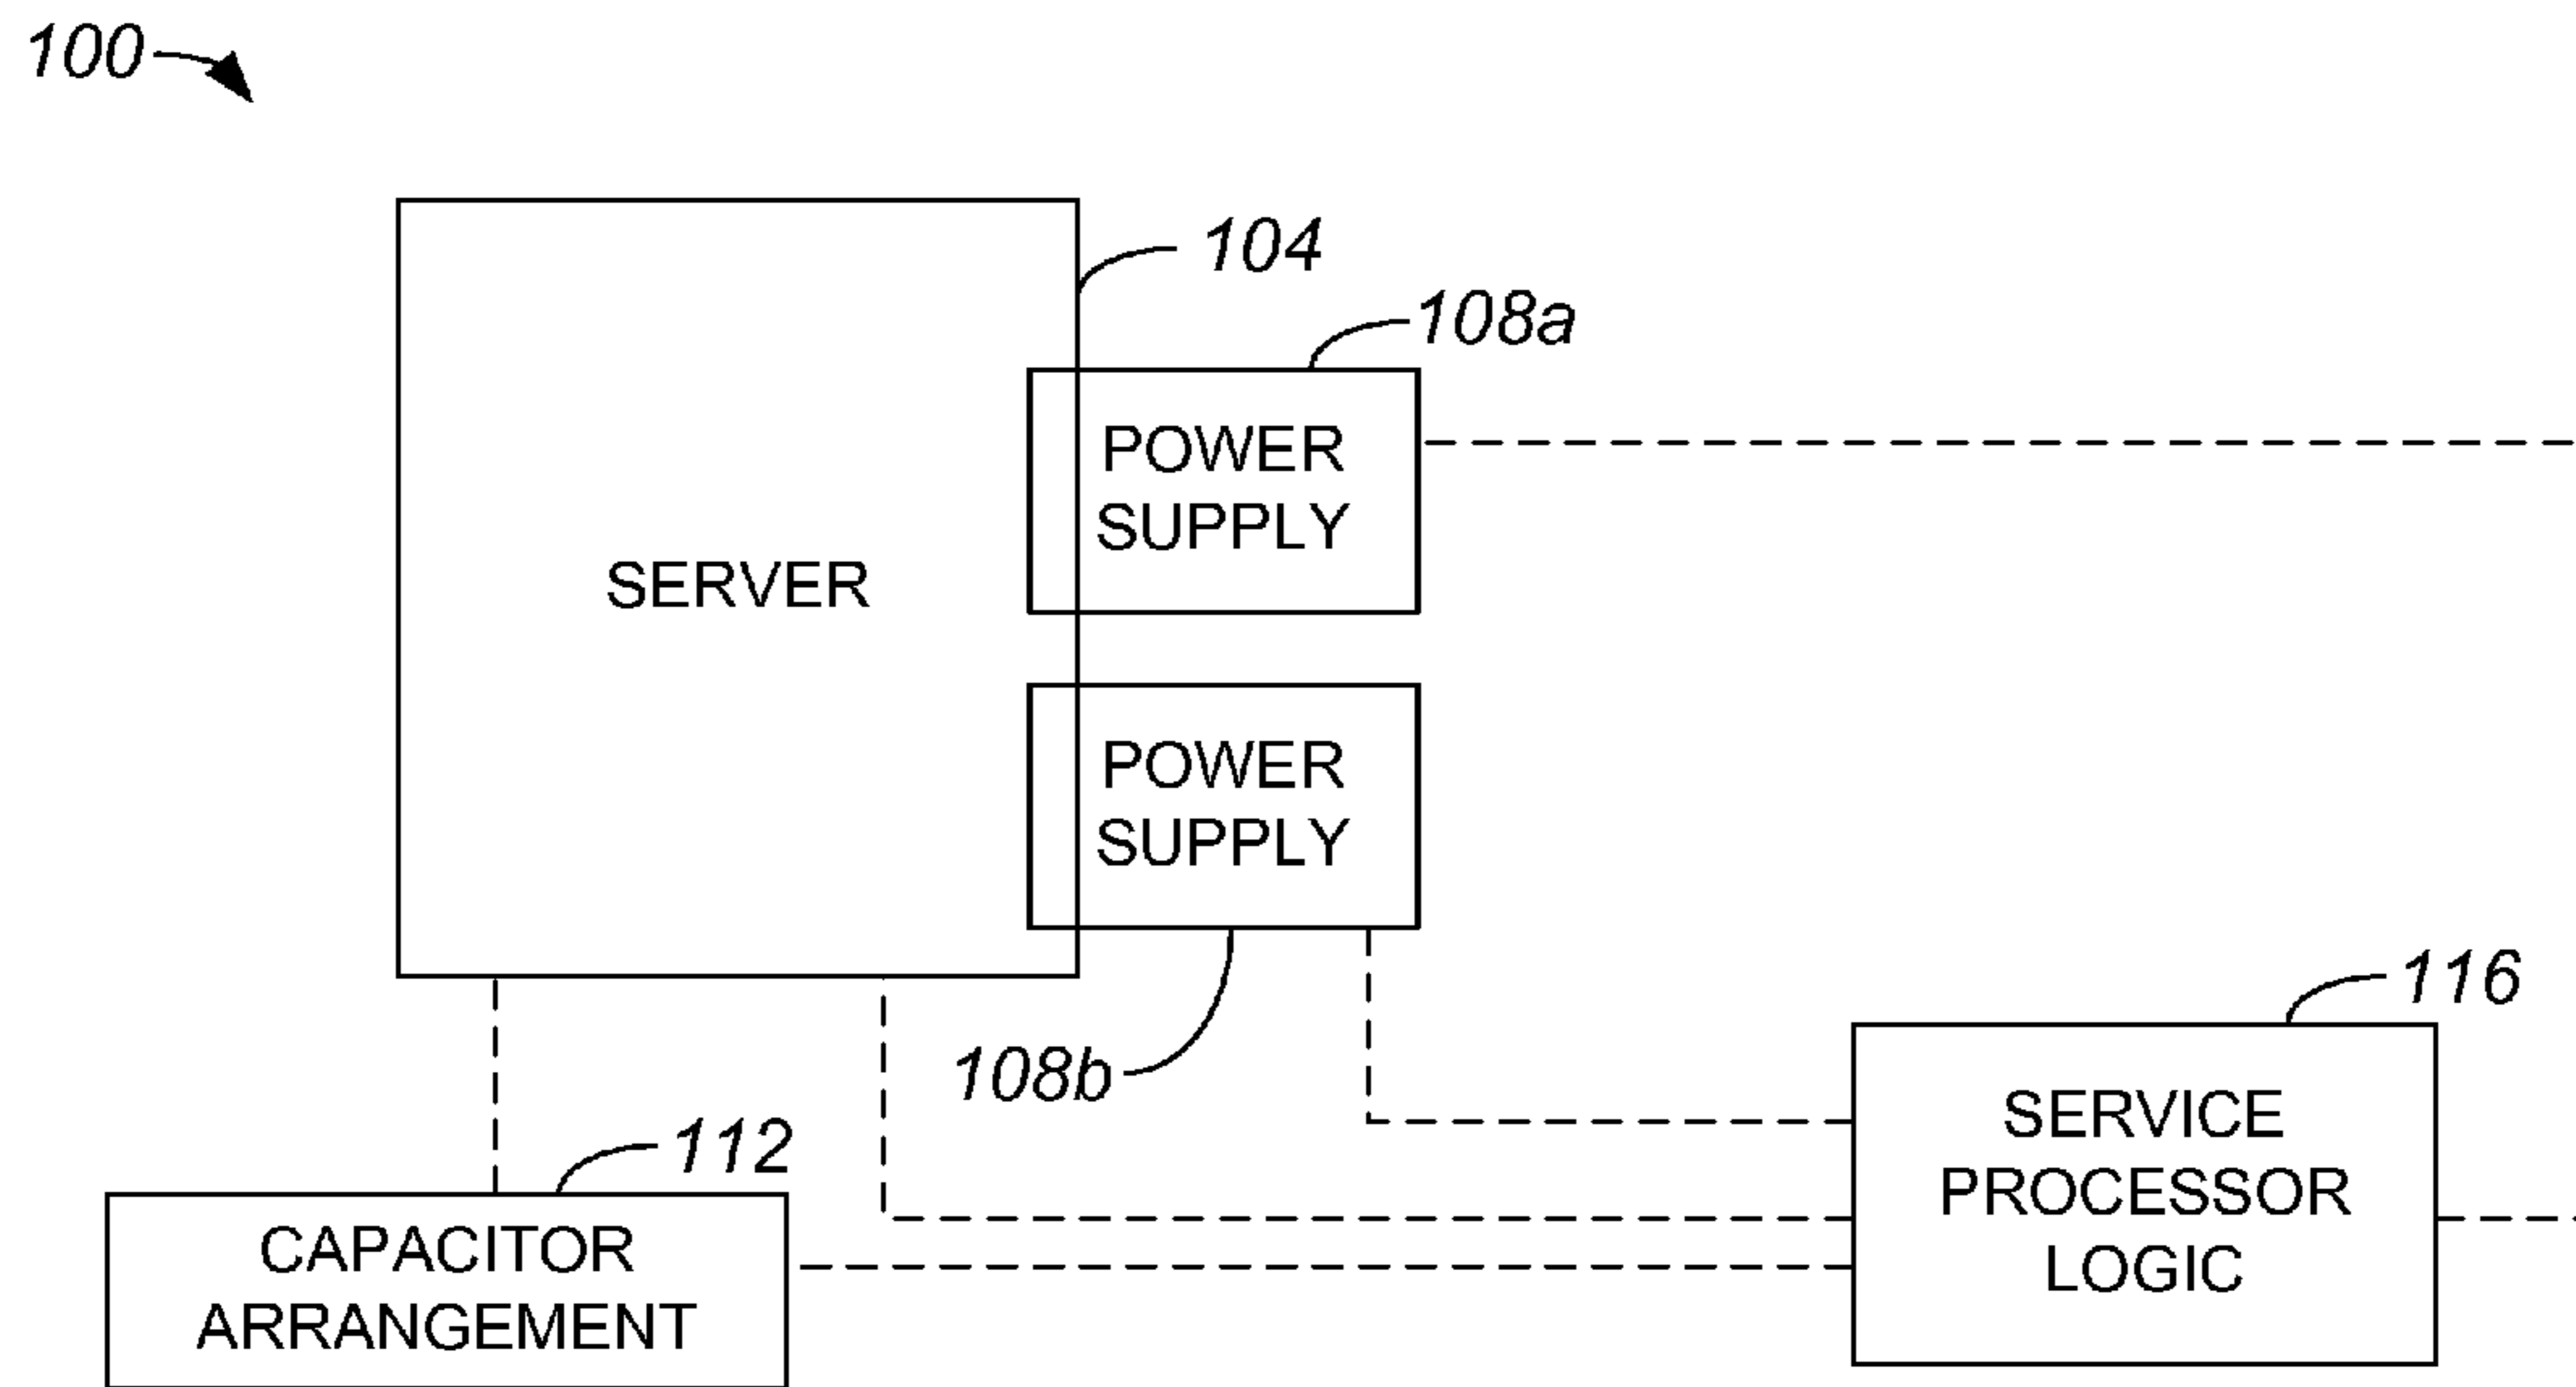 100
104
108a
POWER
SUPPLY
SERVER
POWER
SUPPLY
108b
116
SERVICE
PROCESSOR
LOGIC
112
CAPACITOR
ARRANGEMENT